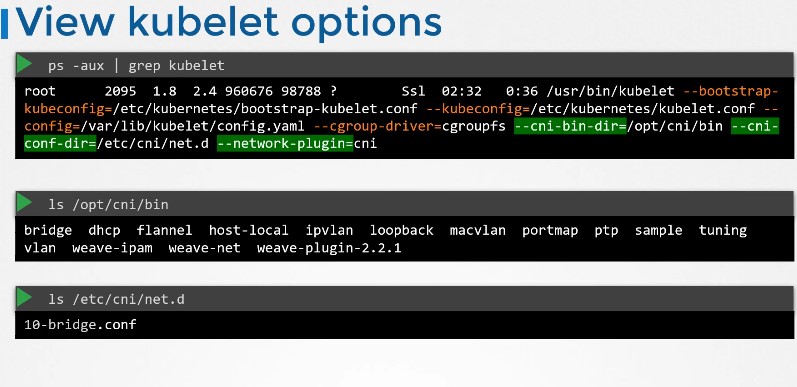 View kubelet options
ps -aux | grep kubelet
root 2095 1.8 2.4 960676 98788 ? Ssl 02:32 0:36 /usr/bin/kubelet --bootstrap-
kubeconfig=/etc/kubernetes/bootstrap-kubelet.conf --kubeconfig=/etc/kubernetes/kubelet.conf --
config=/var/lib/kubelet/config.yaml --cgroup-driver=cgroupfs --cni-bin-dir=/opt/cni/bin --cni-
conf-dir=/etc/cni/net.d --network-plugin=cni
ls /opt/cni/bin
bridge dhcp flannel host-local ipvlan loopback macvlan portmap ptp sample tuning
vlan weave-ipam weave-net weave-plugin-2.2.1
ls /etc/cni/net.d
10-bridge.conf